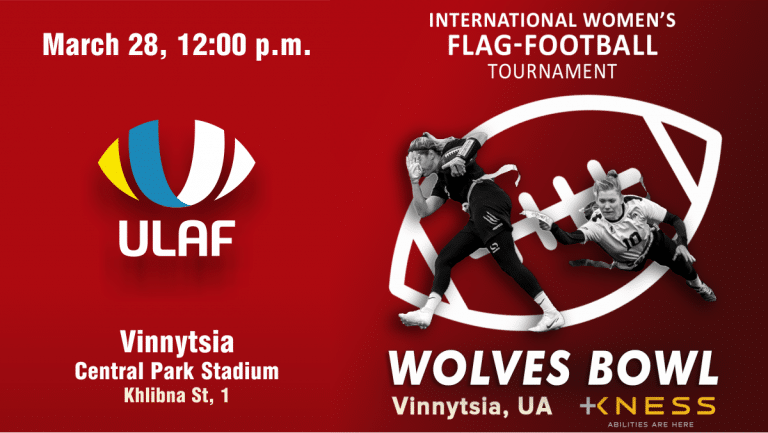 March 28, 12:00 p.m.
ULAF
Vinnytsia
Central Park Stadium
Khlibna St, 1
INTERNATIONAL WOMEN'S
FLAG-FOOTBALL
TOURNAMENT
10
WOLVES BOWL
Vinnytsia, UA
KNESS
ABILITIES ARE HERE